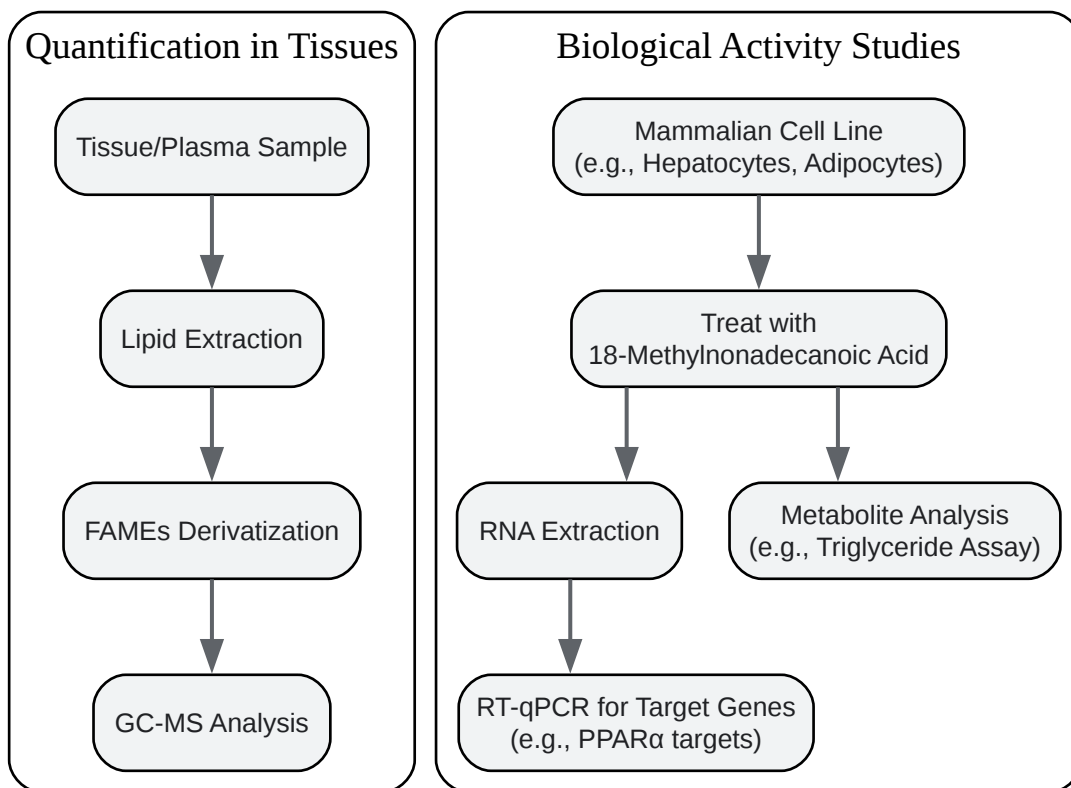 Quantification in Tissues
Tissue/Plasma Sample
Lipid Extraction
FAMEs Derivatization
GC-MS Analysis
Biological Activity Studies
Mammalian Cell Line
(e.g., Hepatocytes, Adipocytes)
Treat with
18-Methylnonadecanoic Acid
RNA Extraction
Metabolite Analysis
(e.g., Triglyceride Assay)
RT-qPCR for Target Genes
(e.g., PPARα targets)